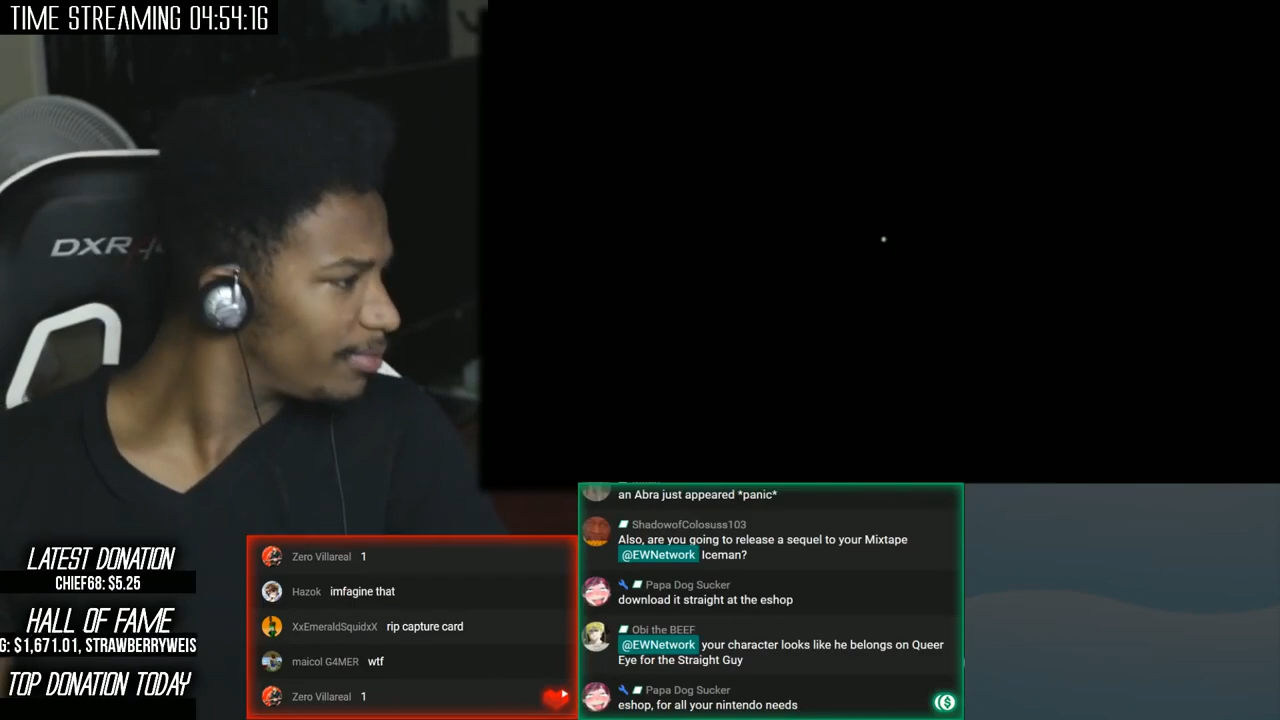 TIME STREAMING 04:54:16
DXR
LATEST DONATION
CHIEF68: $5.25
HALL OF FAME
G: $1,671.01, STRAWBERRYWEIS
TOP DONATION TODAY
Zero Villareal 1
Hazok imfagine that
XxEmeraldSquidxX rip capture card
maicol G4MER wtf
Zero Villareal 1
an Abra just appeared *panic*
ShadowofColosuss103
Also, are you going to release a sequel to your Mixtape
@EWNetwork Iceman?
Papa Dog Sucker
download it straight at the eshop
Obi the BEEF
@EWNetwork your character looks like he belongs on Queer
Eye for the Straight Guy
Papa Dog Sucker
eshop, for all your nintendo needs